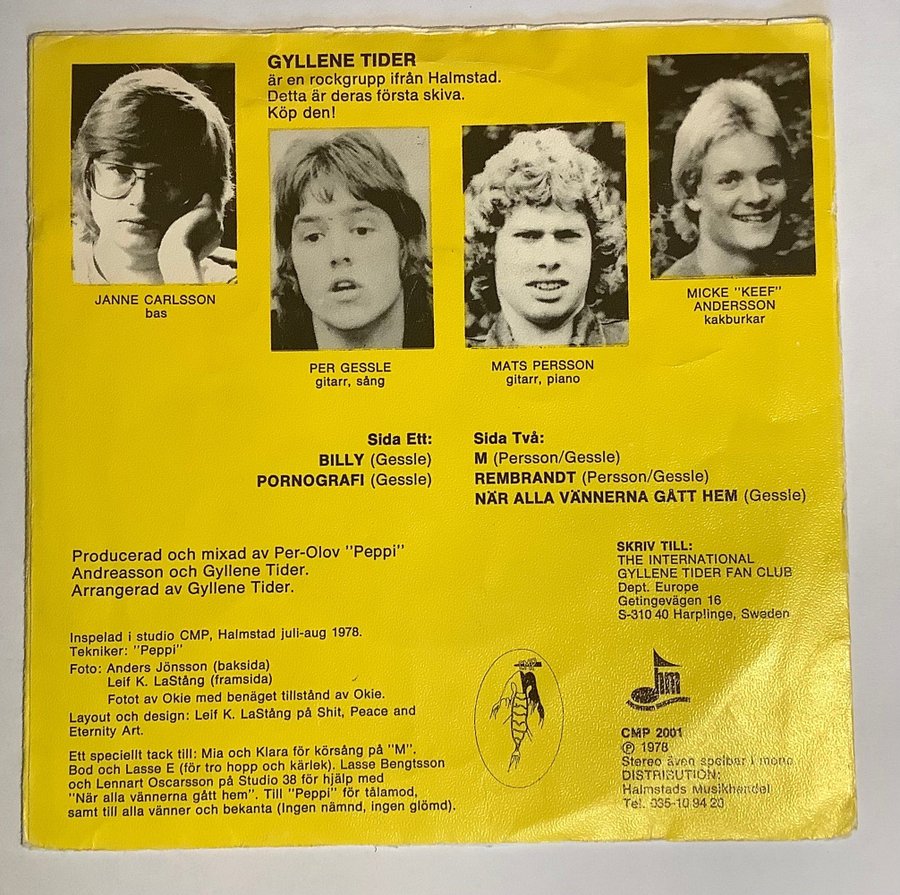 GYLLENE TIDER
är en rockgrupp ifrån Halmstad.
Detta är deras första skiva.
Köp den!
JANNE CARLSSON
bas
PER GESSLE
gitarr, sång
MATS PERSSON
gitarr, piano
MICKE "KEEF"
ANDERSSON
kakburkar
Sida Ett:
BILLY (Gessle)
PORNOGRAFI (Gessle)
Sida Två:
M (Persson/Gessle)
REMBRANDT (Persson/Gessle)
NÄR ALLA VÄNNERNA GÅTT HEM (Gessle)
Producerad och mixad av Per-Olov "Peppi"
Andreasson och Gyllene Tider.
Arrangerad av Gyllene Tider.
Inspelad i studio CMP, Halmstad juli-aug 1978.
Tekniker: "Peppi"
Foto: Anders Jönsson (baksida)
Leif K. LaStång (framsida)
Fotot av Okie med benäget tillstånd av Okie.
Layout och design: Leif K. LaStång på Shit, Peace and
Eternity Art.
Ett speciellt tack till: Mia och Klara för körsång på "M".
Bod och Lasse E (för tro hopp och kärlek). Lasse Bengtsson
och Lennart Oscarsson på Studio 38 för hjälp med
"När alla vännerna gått hem". Till "Peppi" för tålamod,
samt till alla vänner och bekanta (Ingen nämnd, ingen glömd).
SKRIV TILL:
THE INTERNATIONAL
GYLLENE TIDER FAN CLUB
Dept. Europe
Getingevägen 16
S-310 40 Harplinge, Sweden
hm
CMP 2001
Ⓟ 1978
Stereo även spelbar i mono
DISTRIBUTION:
Halmstads Musikhandel
Tel. 035-10 94 20